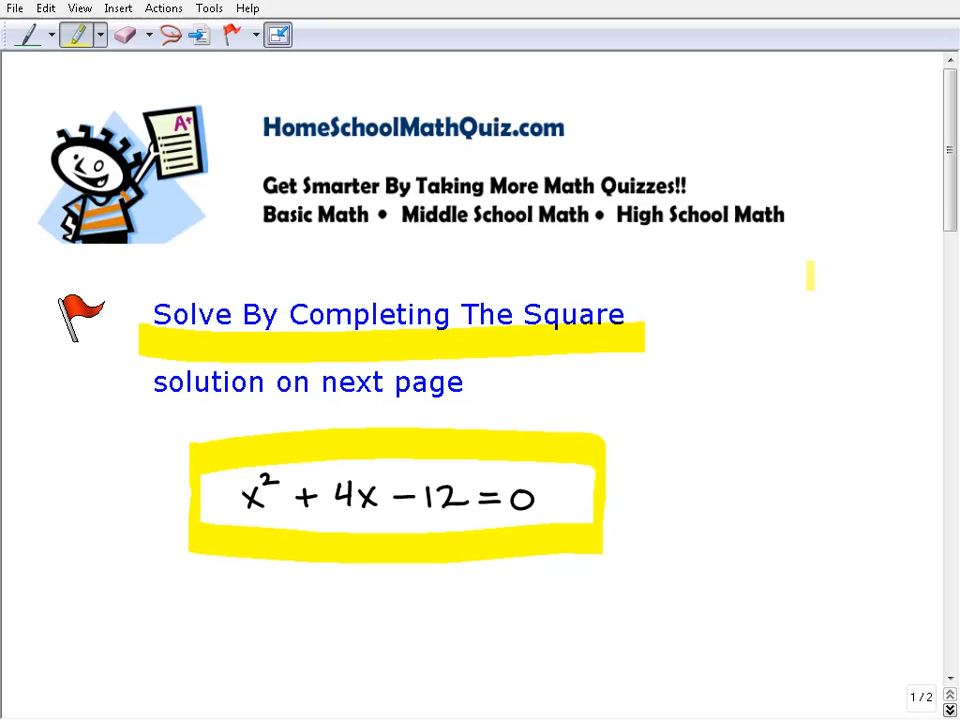 File Edit View Insert Actions Tools Help
A+
HomeSchoolMathQuiz.com
Get Smarter By Taking More Math Quizzes!!
Basic Math • Middle School Math • High School Math
Solve By Completing The Square
solution on next page
x² + 4x - 12 = 0
1 / 2